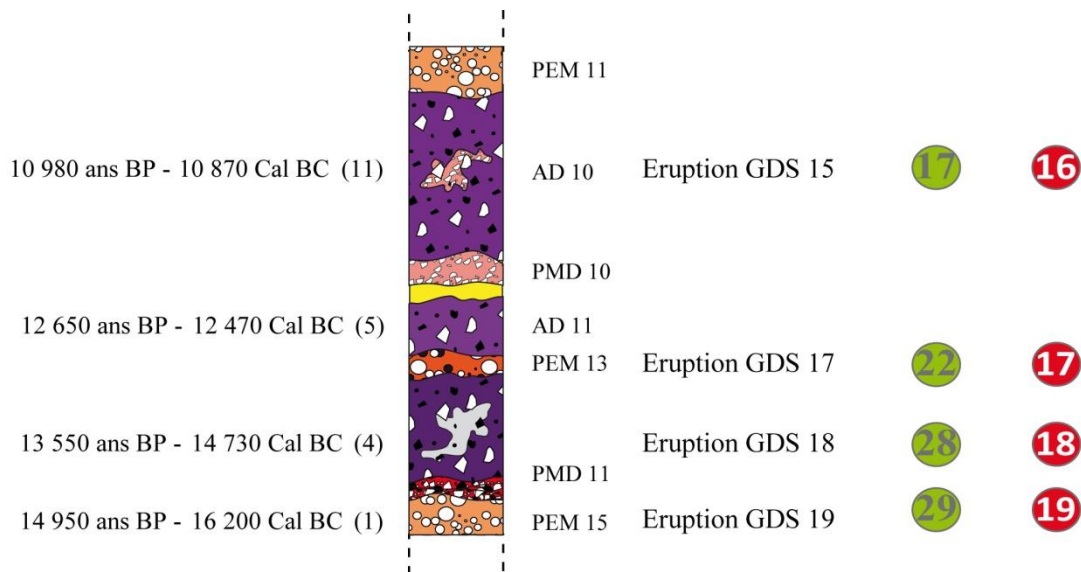 PEM 11
10 980 ans BP - 10 870 Cal BC (11) AD 10 Eruption GDS 15 17 16
PMD 10
12 650 ans BP - 12 470 Cal BC (5) AD 11
PEM 13 Eruption GDS 17 22 17
13 550 ans BP - 14 730 Cal BC (4) Eruption GDS 18 28 18
PMD 11
14 950 ans BP - 16 200 Cal BC (1) PEM 15 Eruption GDS 19 29 19